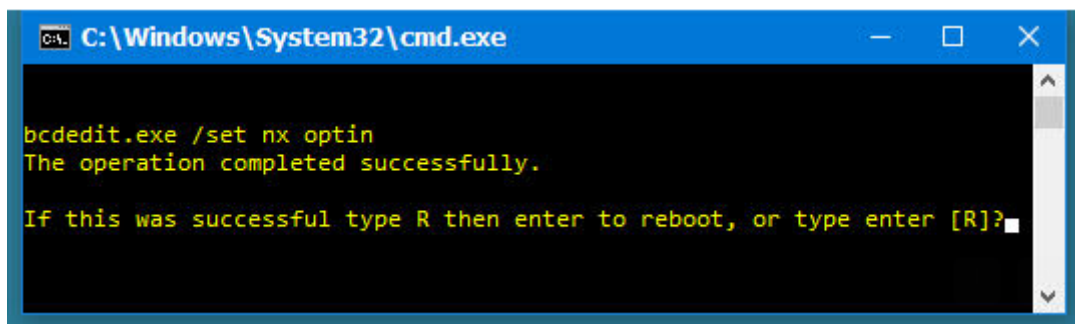 C:\Windows\System32\cmd.exe
bcdedit.exe /set nx optin
The operation completed successfully.
If this was successful type R then enter to reboot, or type enter [R]?